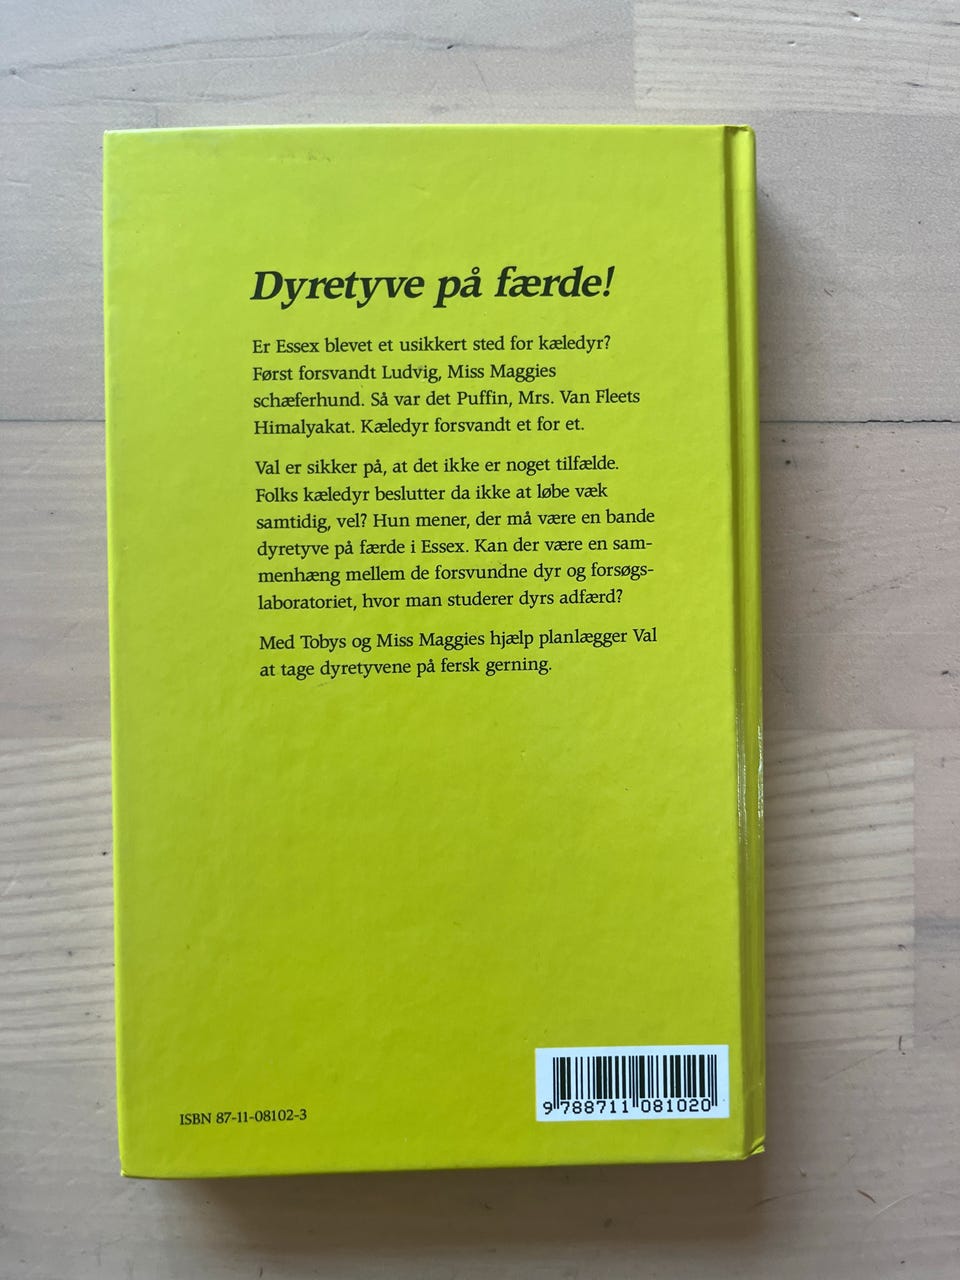 Dyretyve på færde!
Er Essex blevet et usikkert sted for kæledyr?
Først forsvandt Ludvig, Miss Maggies
schæferhund. Så var det Puffin, Mrs. Van Fleets
Himalyakat. Kæledyr forsvandt et for et.
Val er sikker på, at det ikke er noget tilfælde.
Folks kæledyr beslutter da ikke at løbe væk
samtidig, vel? Hun mener, der må være en bande
dyretyve på færde i Essex. Kan der være en sam-
menhæng mellem de forsvundne dyr og forsøgs-
laboratoriet, hvor man studerer dyrs adfærd?
Med Tobys og Miss Maggies hjælp planlægger Val
at tage dyretyvene på fersk gerning.
ISBN 87-11-08102-3
9 788711 081020